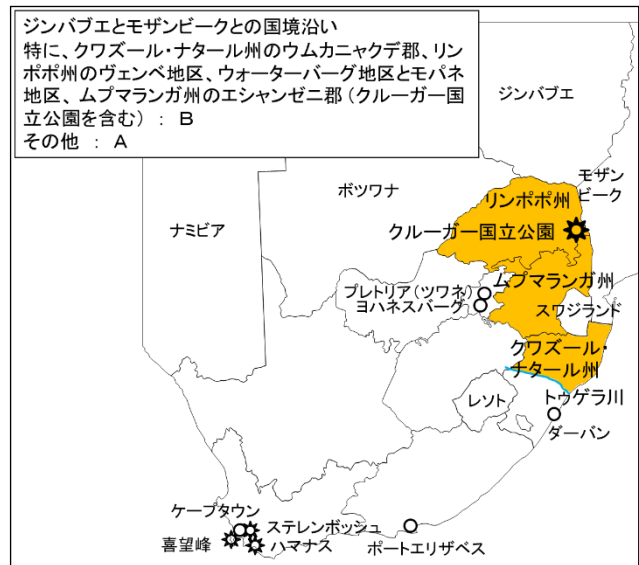 ジンバブエとモザンビークとの国境沿い
特に、クワズール・ナタール州のウムカニャクデ郡、リン
ポポ州のヴェンベ地区、ウォーターバーグ地区とモパネ
地区、ムプマランガ州のエシャンゼニ郡(クルーガー国
立公園を含む) : B
その他 : A
ジンバブエ
モザン
ビーク
ボツワナ
リンポポ州
ナミビア
クルーガー国立公園
ムプマランガ州
プレトリア(ツワネ)
ヨハネスバーグ
スワジランド
クワズール・
ナタール州
レソト
トゥゲラ川
ダーバン
ケープタウン
ステレンボッシュ
喜望峰
ハマナス
ポートエリザベス